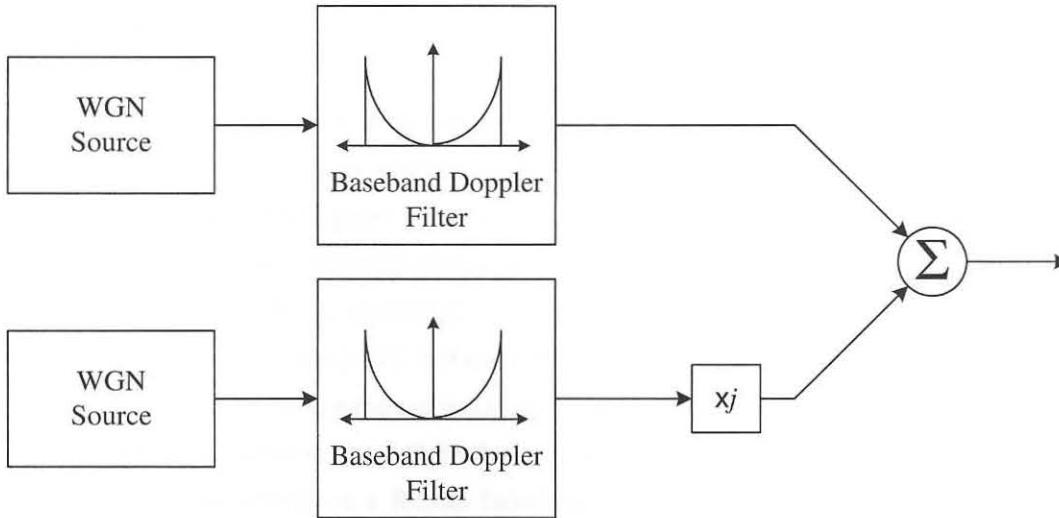 WGN
Source
Baseband Doppler
Filter
Σ
WGN
Source
Baseband Doppler
Filter
xj